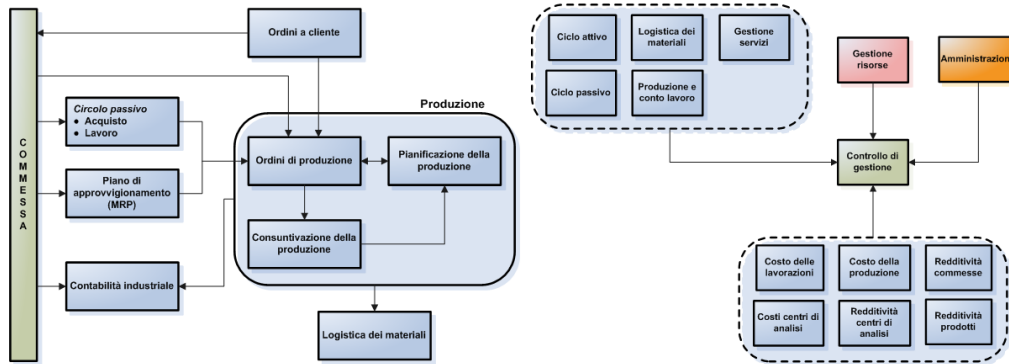 COMMESSA
Ordini a cliente
Circolo passivo
● Acquisto
● Lavoro
Piano di
approvvigionamento
(MRP)
Contabilità industriale
Produzione
Ordini di produzione
Pianificazione della
produzione
Consuntivazione della
produzione
Logistica dei materiali
Ciclo attivo
Logistica dei
materiali
Gestione
servizi
Ciclo passivo
Produzione e
conto lavoro
Gestione
risorse
Amministrazion
Controllo di
gestione
Costo delle
lavorazioni
Costo della
produzione
Redditività
commesse
Costi centri di
analisi
Redditività
centri di
analisi
Redditività
prodotti